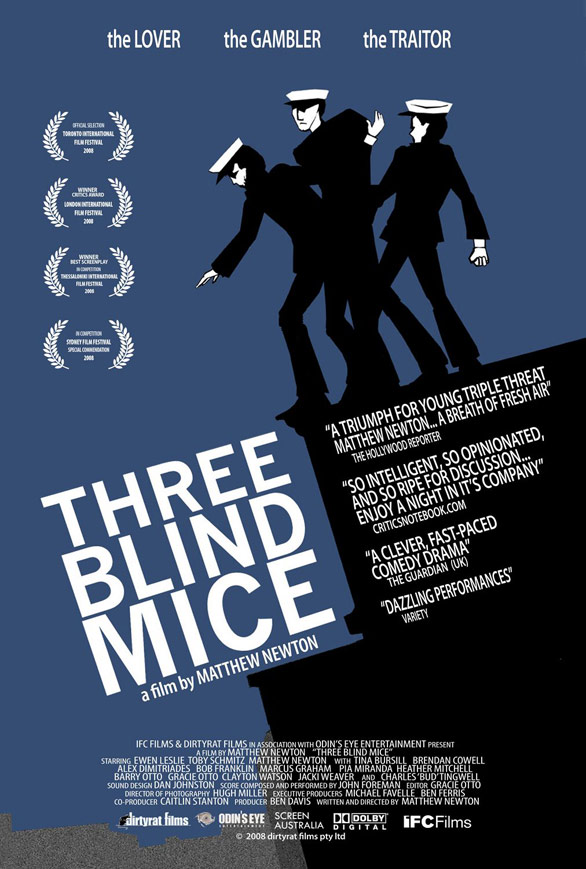 the LOVER the GAMBLER the TRAITOR
OFFICIAL SELECTION
TORONTO INTERNATIONAL
FILM FESTIVAL
2008
WINNER
CRITICS AWARD
LONDON INTERNATIONAL
FILM FESTIVAL
2008
WINNER
BEST SCREENPLAY
IN COMPETITION
THESSALONIKI INTERNATIONAL
FILM FESTIVAL
2008
IN COMPETITION
SYDNEY FILM FESTIVAL
SPECIAL COMMENDATION
2008
"A TRIUMPH FOR YOUNG TRIPLE THREAT
MATTHEW NEWTON... A BREATH OF FRESH AIR"
THE HOLLYWOOD REPORTER
"SO INTELLIGENT, SO OPINIONATED,
AND SO RIPE FOR DISCUSSION...
ENJOY A NIGHT IN IT'S COMPANY"
CRITICSNOTEBOOK.COM
"A CLEVER, FAST-PACED
COMEDY DRAMA"
THE GUARDIAN (UK)
"DAZZLING PERFORMANCES"
VARIETY
THREE
BLIND
MICE
a film by MATTHEW NEWTON
IFC FILMS & DIRTYRAT FILMS IN ASSOCIATION WITH ODIN'S EYE ENTERTAINMENT PRESENT
A FILM BY MATTHEW NEWTON "THREE BLIND MICE"
STARRING EWEN LESLIE TOBY SCHMITZ MATTHEW NEWTON WITH TINA BURSILL BRENDAN COWELL
ALEX DIMITRIADES BOB FRANKLIN MARCUS GRAHAM PIA MIRANDA HEATHER MITCHELL
BARRY OTTO GRACIE OTTO CLAYTON WATSON JACKI WEAVER AND CHARLES 'BUD' TINGWELL
SOUND DESIGN DAN JOHNSTON SCORE COMPOSED AND PERFORMED BY JOHN FOREMAN EDITOR GRACIE OTTO
DIRECTOR OF PHOTOGRAPHY HUGH MILLER EXECUTIVE PRODUCERS MICHAEL FAVELLE BEN FERRIS
CO-PRODUCER CAITLIN STANTON PRODUCER BEN DAVIS WRITTEN AND DIRECTED BY MATTHEW NEWTON
dirtyrat films ODIN'S EYE entertainment SCREEN AUSTRALIA DOLBY DIGITAL IFC Films
© 2008 dirtyrat films pty ltd